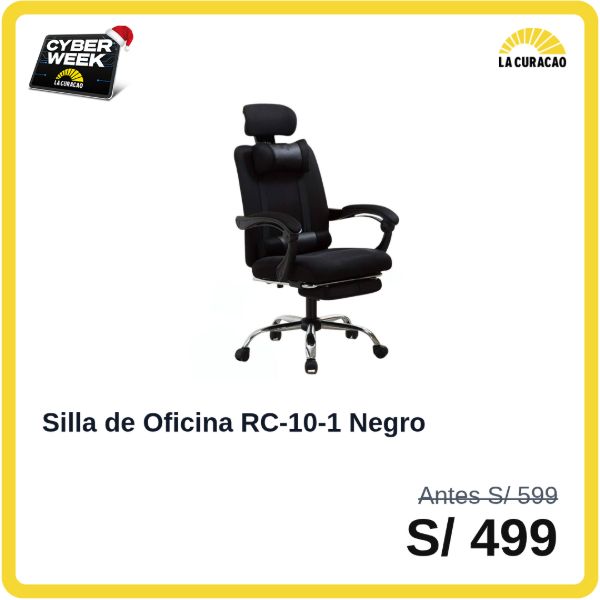 CYBER
WEEK
LA CURACAO
LA CURACAO
Silla de Oficina RC-10-1 Negro
Antes S/ 599
S/ 499